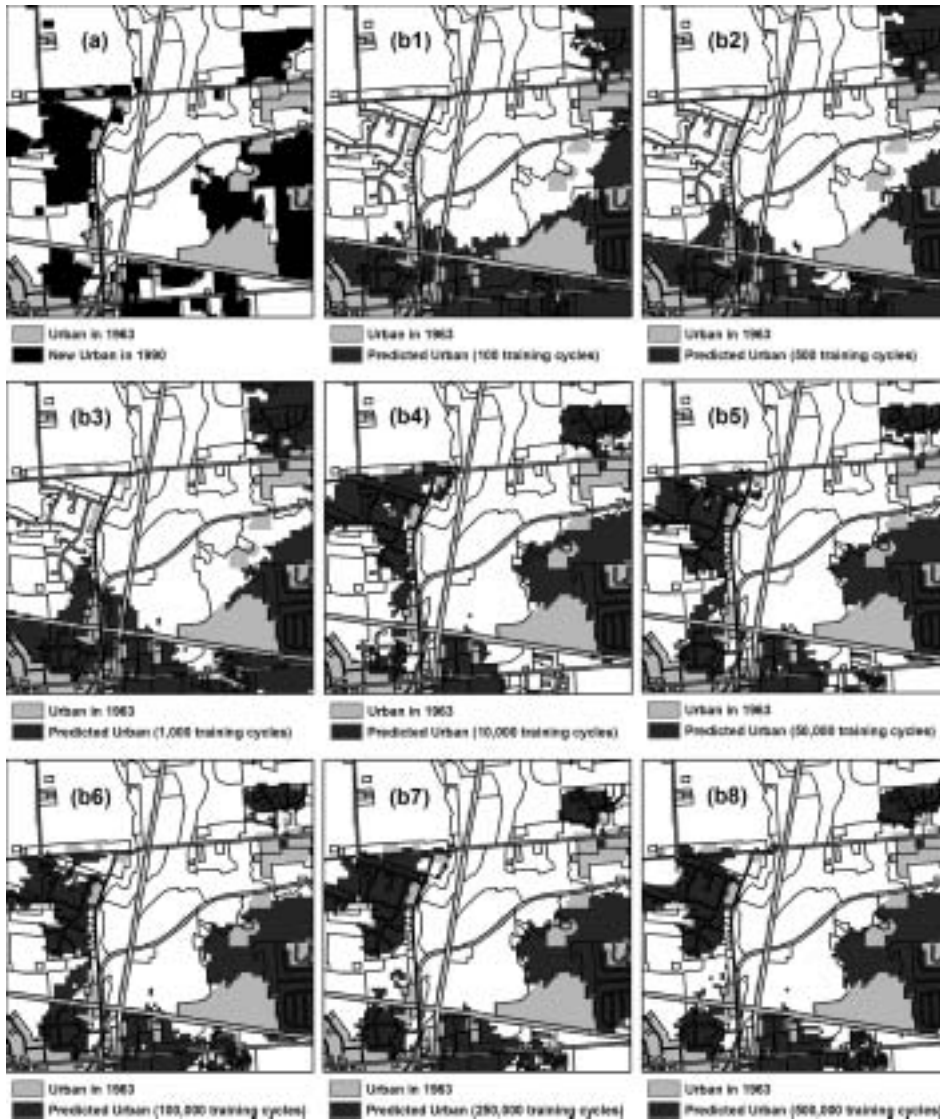 (a)
(b1)
(b2)
Urban in 1963
New Urban in 1990
Urban in 1963
Predicted Urban (100 training cycles)
Urban in 1963
Predicted Urban (500 training cycles)
(b3)
(b4)
(b5)
Urban in 1963
Predicted Urban (1,000 training cycles)
Urban in 1963
Predicted Urban (10,000 training cycles)
Urban in 1963
Predicted Urban (50,000 training cycles)
(b6)
(b7)
(b8)
Urban in 1963
Predicted Urban (100,000 training cycles)
Urban in 1963
Predicted Urban (250,000 training cycles)
Urban in 1963
Predicted Urban (500,000 training cycles)